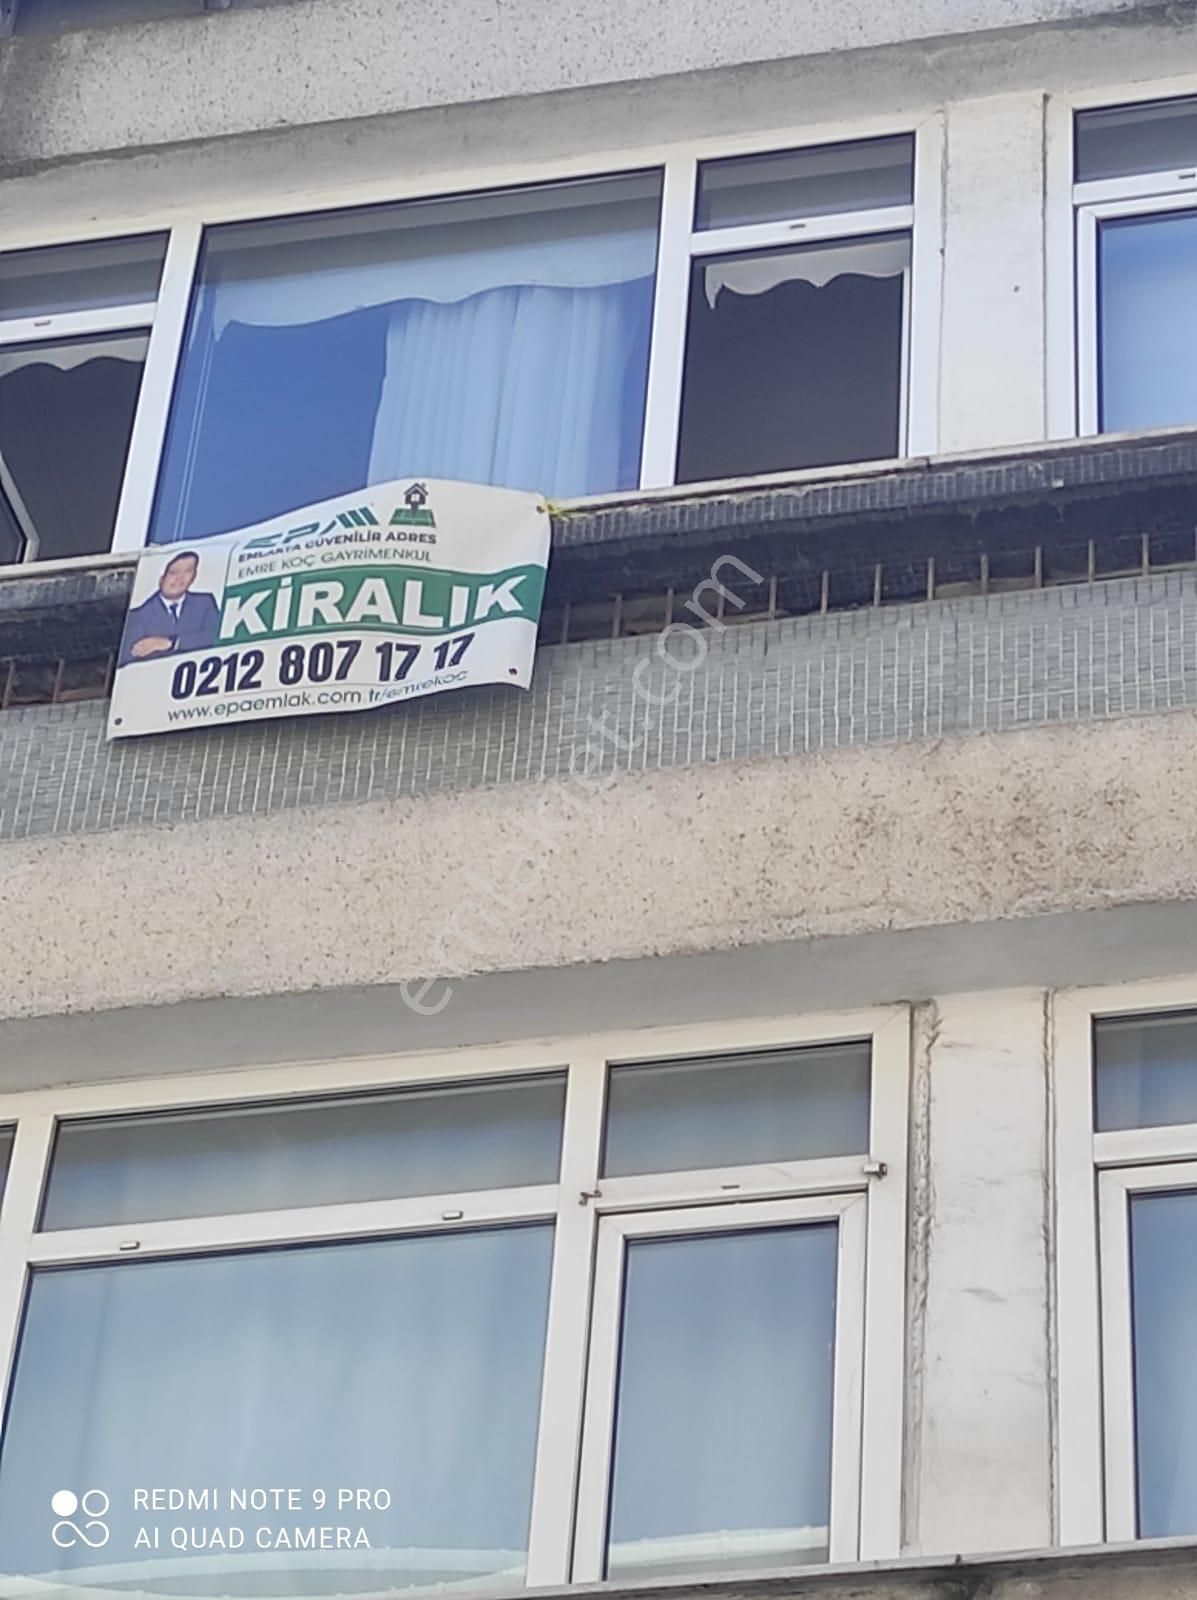 EPA
EMLAKTA GÜVENİLİR ADRES
EMRE KOÇ GAYRİMENKUL
KİRALIK
0212 807 17 17
www.epaemlak.com.tr/emrekoc
emlakjet.com
REDMI NOTE 9 PRO
AI QUAD CAMERA